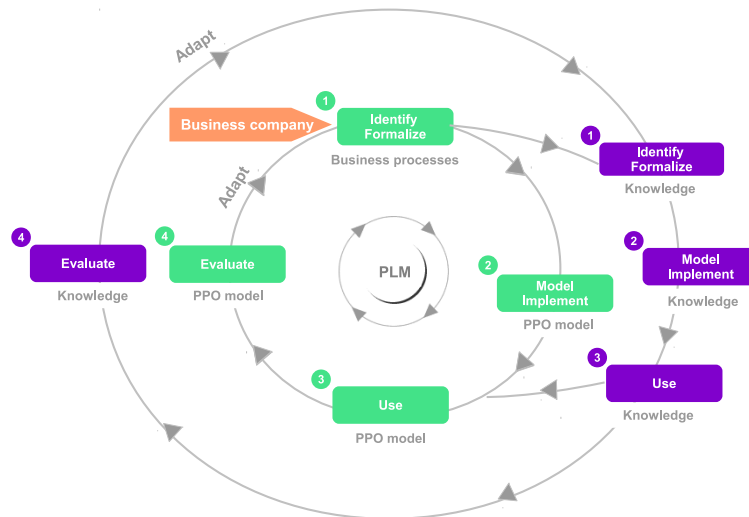 Adapt
1
Business company
Identify
Formalize
Business processes
1
Identify
Formalize
Knowledge
Adapt
4
Evaluate
Knowledge
4
Evaluate
PPO model
PLM
2
Model
Implement
PPO model
2
Model
Implement
Knowledge
3
Use
PPO model
3
Use
Knowledge